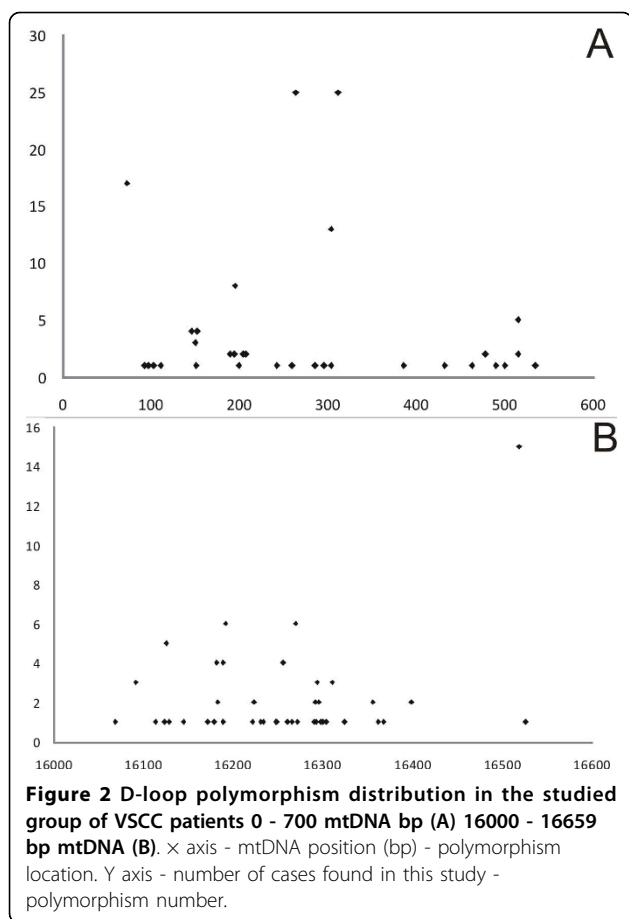 A
30
25
20
15
10
5
0
0 100 200 300 400 500 600
B
16
14
12
10
8
6
4
2
0
16000 16100 16200 16300 16400 16500 16600
Figure 2 D-loop polymorphism distribution in the studied
group of VSCC patients 0 - 700 mtDNA bp (A) 16000 - 16659
bp mtDNA (B). × axis - mtDNA position (bp) - polymorphism
location. Y axis - number of cases found in this study -
polymorphism number.